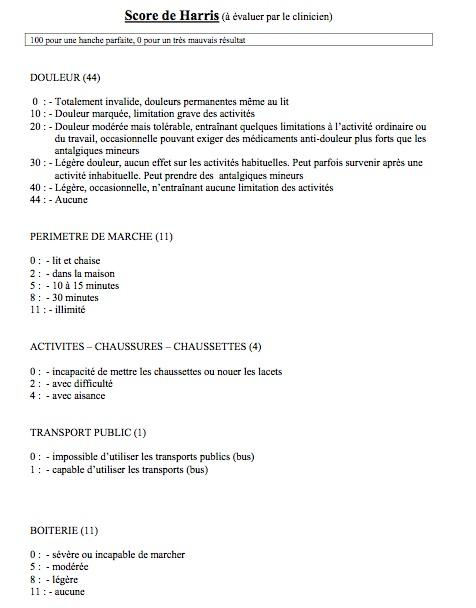 Score de Harris (à évaluer par le clinicien)
100 pour une hanche parfaite, 0 pour un très mauvais résultat
DOULEUR (44)
0 : - Totalement invalide, douleurs permanentes même au lit
10 : - Douleur marquée, limitation grave des activités
20 : - Douleur modérée mais tolérable, entraînant quelques limitations à l'activité ordinaire ou
du travail, occasionnelle pouvant exiger des médicaments anti-douleur plus forts que les
antalgiques mineurs
30 : - Légère douleur, aucun effet sur les activités habituelles. Peut parfois survenir après une
activité inhabituelle. Peut prendre des antalgiques mineurs
40 : - Légère, occasionnelle, n'entraînant aucune limitation des activités
44 : - Aucune
PERIMETRE DE MARCHE (11)
0 : - lit et chaise
2 : - dans la maison
5 : - 10 à 15 minutes
8 : - 30 minutes
11 : - illimité
ACTIVITES – CHAUSSURES – CHAUSSETTES (4)
0 : - incapacité de mettre les chaussettes ou nouer les lacets
2 : - avec difficulté
4 : - avec aisance
TRANSPORT PUBLIC (1)
0 : - impossible d'utiliser les transports publics (bus)
1 : - capable d'utiliser les transports (bus)
BOITERIE (11)
0 : - sévère ou incapable de marcher
5 : - modérée
8 : - légère
11 : - aucune